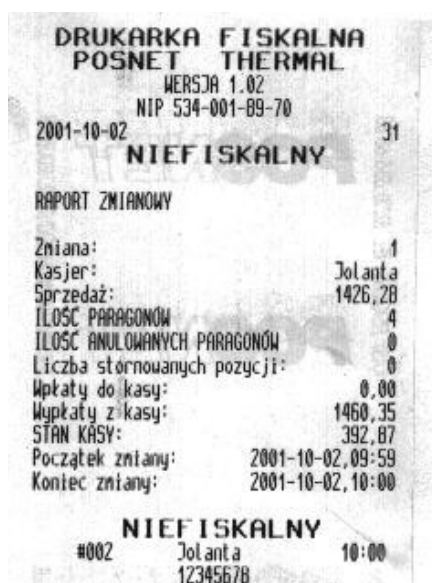 DRUKARKA FISKALNA
POSNET THERMAL
WERSJA 1.02
NIP 534-001-89-70
2001-10-02 31
NIEFISKALNY
RAPORT ZMIANOWY
Zmiana: 1
Kasjer: Jolanta
Sprzedaż: 1426,28
ILOŚĆ PARAGONÓW 4
ILOŚĆ ANULOWANYCH PARAGONÓW 0
Liczba stornowanych pozycji: 0
Wpłaty do kasy: 0,00
Wypłaty z kasy: 1460,35
STAN KASY: 392,87
Początek zmiany: 2001-10-02,09:59
Koniec zmiany: 2001-10-02,10:00
NIEFISKALNY
#002 Jolanta 10:00
12345678